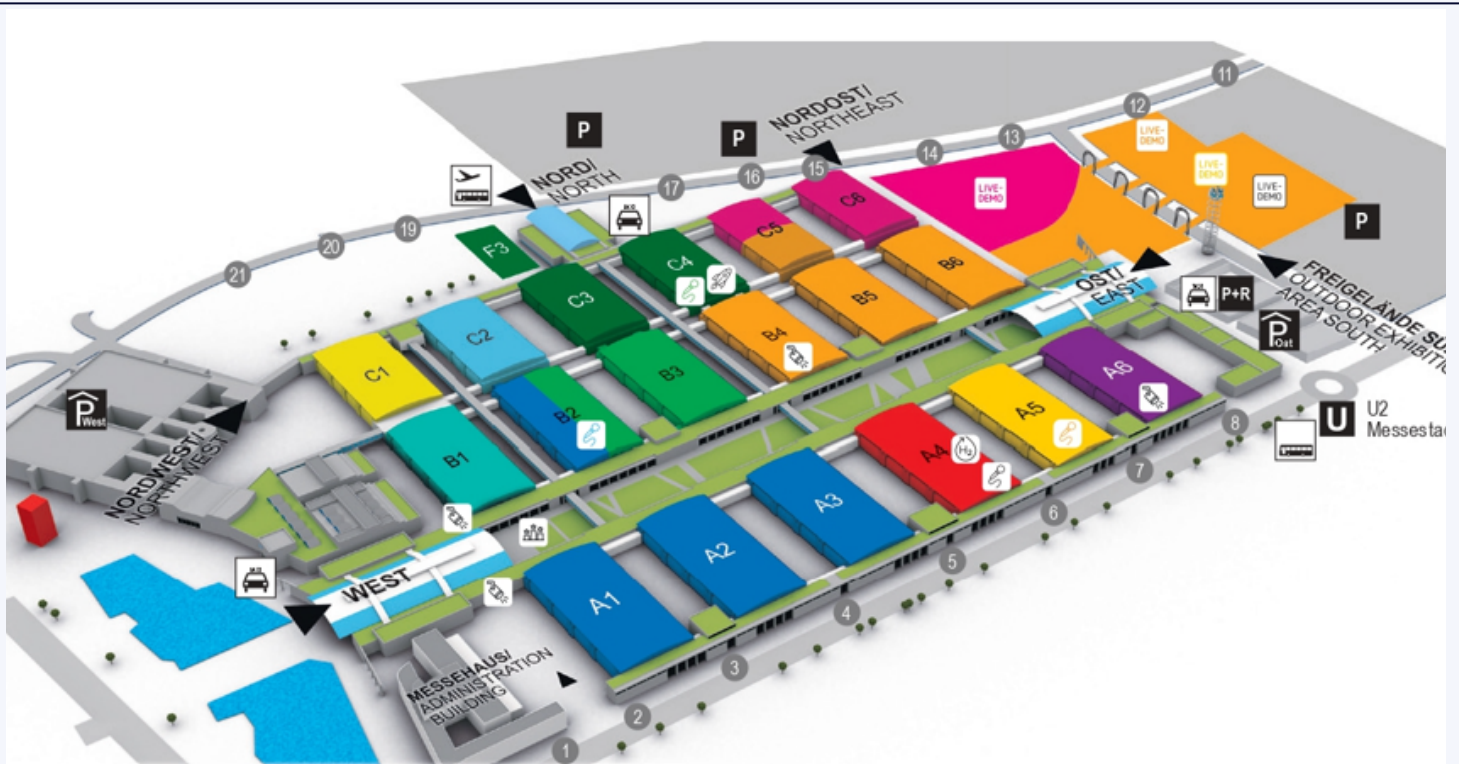 11
12
LIVE-
DEMO
P
P
NORDOST/
NORTHEAST
13
14
LIVE-
DEMO
15
16
17
NORD/
NORTH
LIVE-
DEMO
LIVE-
DEMO
P
19
20
21
F3
C6
C5
C4
C3
C2
C1
B6
B5
B4
B3
B2
B1
OST/
EAST
P+R
P
Ost
FREIGELÄNDE SÜ
OUTDOOR EXHIBITIO
AREA SOUTH
P
West
NORDWEST/
NORTHWEST
A6
A5
A4
H2
A3
A2
A1
U
U2
Messestad
8
7
6
5
4
3
2
1
WEST
MESSEHAUS/
ADMINISTRATION
BUILDING